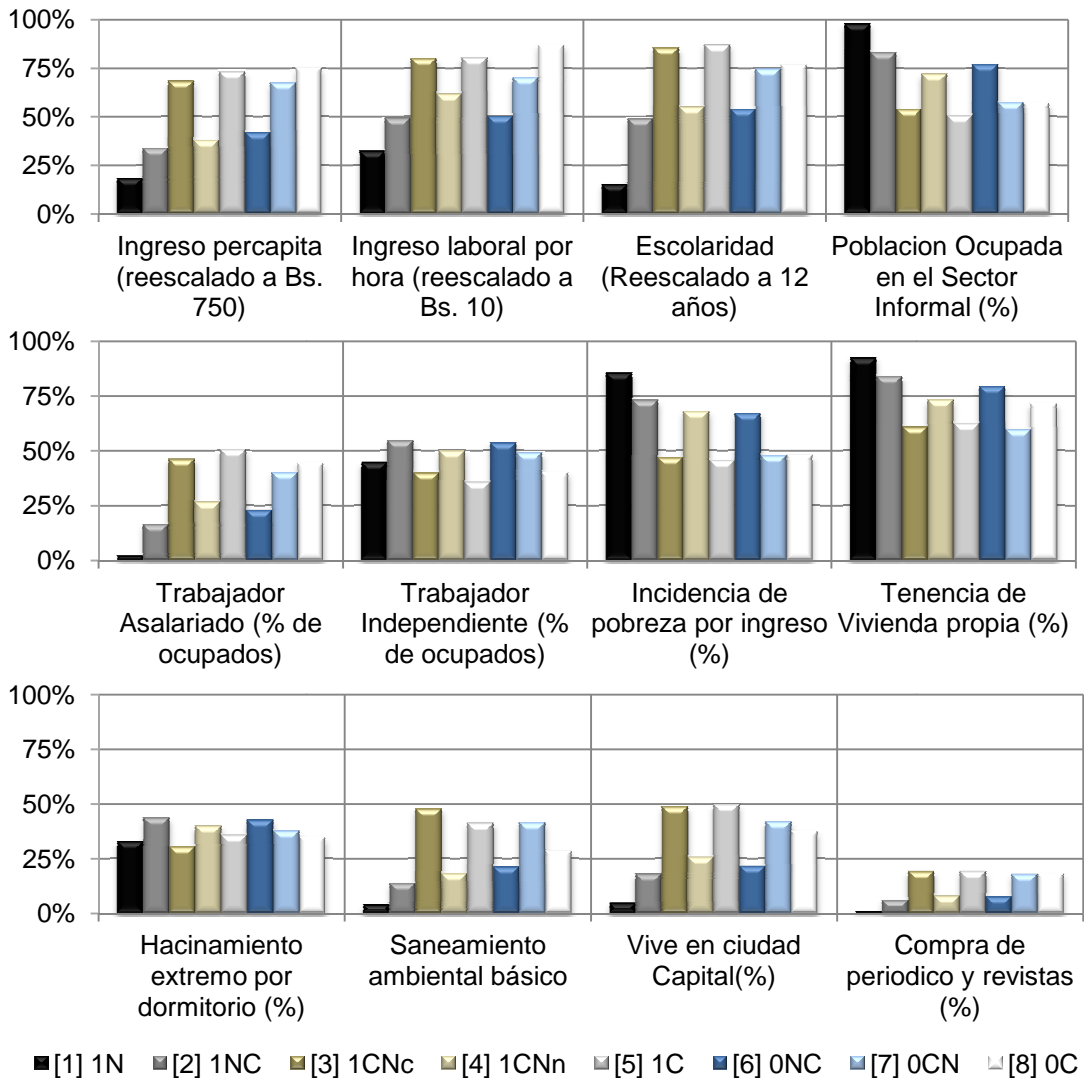 100%
75%
50%
25%
0%
Ingreso percapita
(reescalado a Bs.
750)
Ingreso laboral por
hora (reescalado a
Bs. 10)
Escolaridad
(Reescalado a 12
años)
Poblacion Ocupada
en el Sector
Informal (%)
100%
75%
50%
25%
0%
Trabajador
Asalariado (% de
ocupados)
Trabajador
Independiente (%
de ocupados)
Incidencia de
pobreza por ingreso
(%)
Tenencia de
Vivienda propia (%)
100%
75%
50%
25%
0%
Hacinamiento
extremo por
dormitorio (%)
Saneamiento
ambiental básico
Vive en ciudad
Capital(%)
Compra de
periodico y revistas
(%)
[1] 1N [2] 1NC [3] 1CNc [4] 1CNn [5] 1C [6] 0NC [7] 0CN [8] 0C